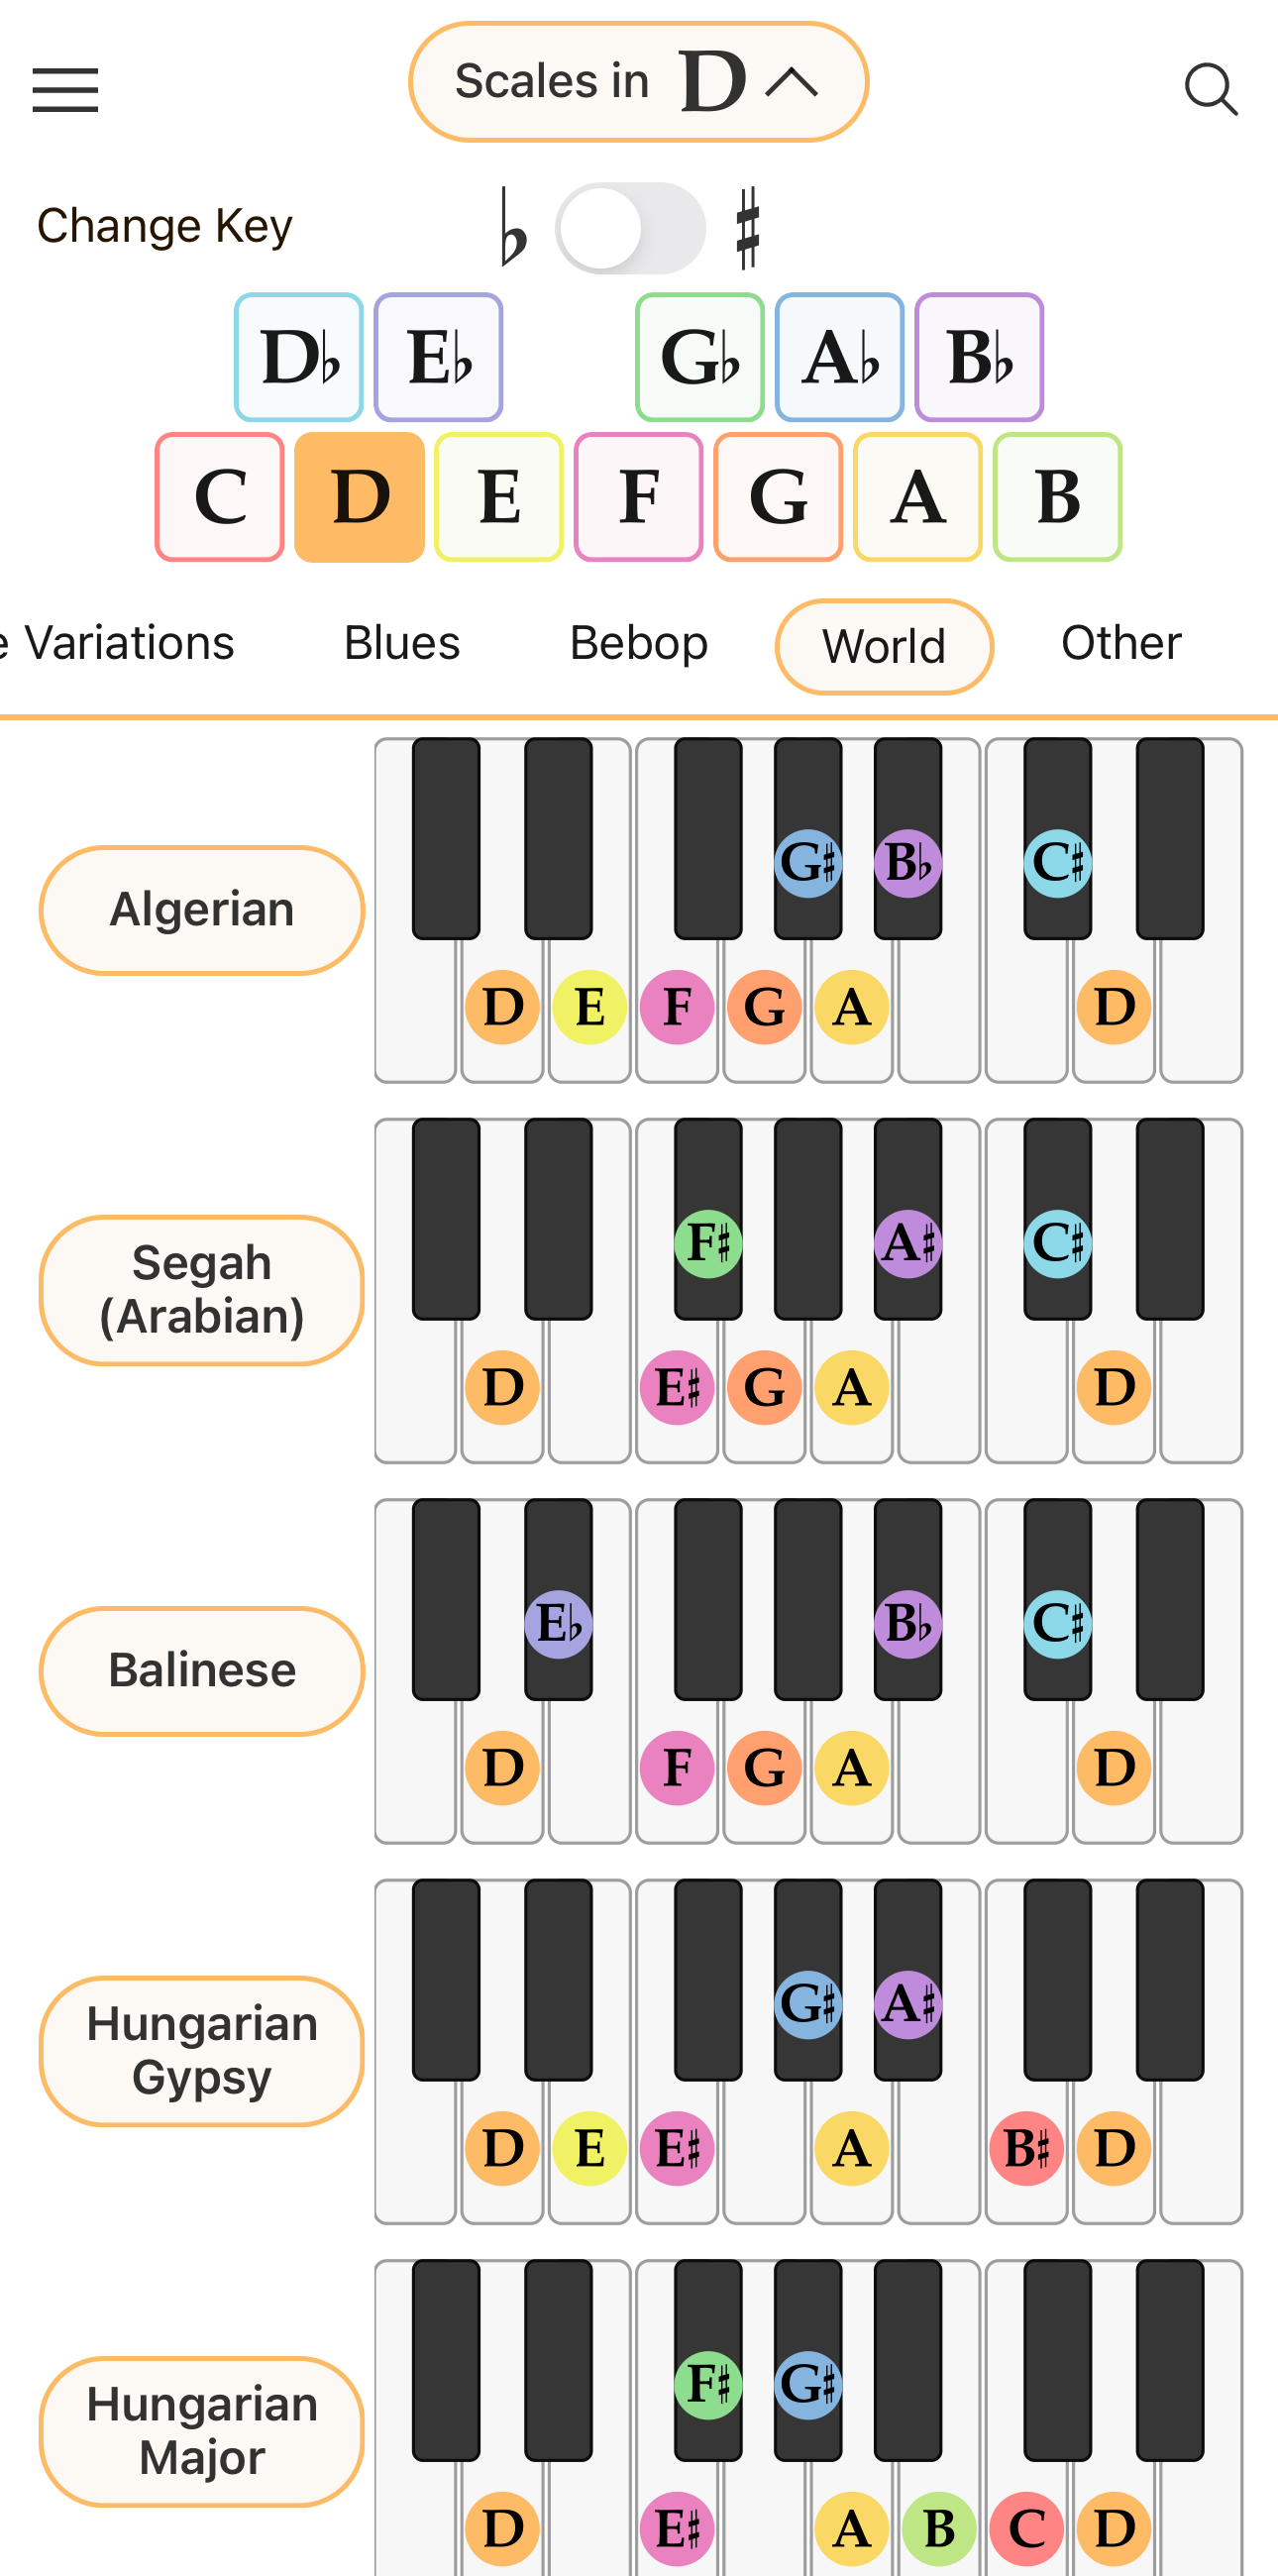 Scales in D
Change Key ♭ ♯
D♭ E♭ G♭ A♭ B♭
C D E F G A B
e Variations Blues Bebop World Other
Algerian
G♯ B♭ C♯
D E F G A D
Segah
(Arabian)
F♯ A♯ C♯
D E♯ G A D
Balinese
E♭ B♭ C♯
D F G A D
Hungarian
Gypsy
G♯ A♯
D E E♯ A B♯ D
Hungarian
Major
F♯ G♯
D E♯ A B C D